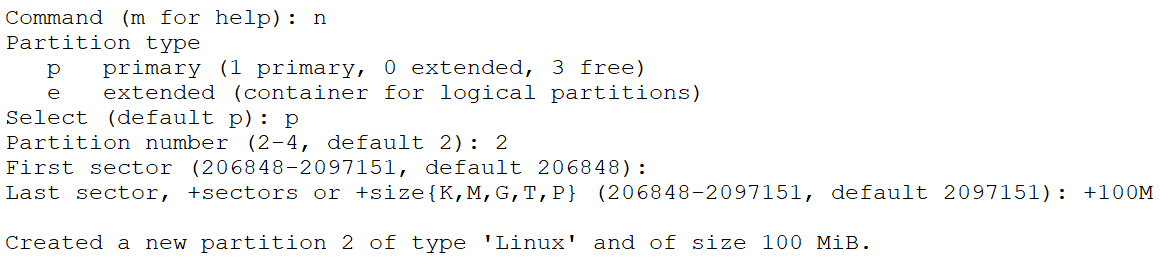 Command (m for help): n
Partition type
   p   primary (1 primary, 0 extended, 3 free)
   e   extended (container for logical partitions)
Select (default p): p
Partition number (2-4, default 2): 2
First sector (206848-2097151, default 206848):
Last sector, +sectors or +size{K,M,G,T,P} (206848-2097151, default 2097151): +100M

Created a new partition 2 of type 'Linux' and of size 100 MiB.